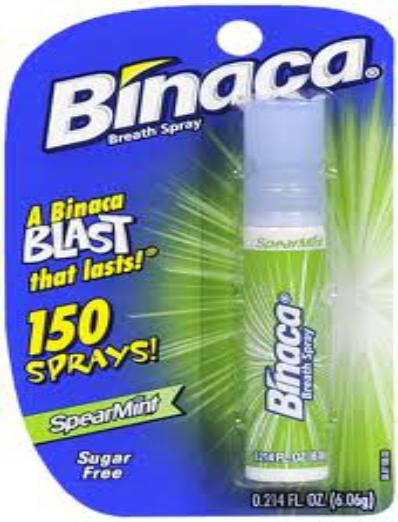 Binaca®
Breath Spray
A Binaca
BLAST
that lasts!®
150
SPRAYS!
SpearMint
Sugar
Free
SpearMint
Binaca®
Breath Spray
0.214 FL. OZ. (6.06g)